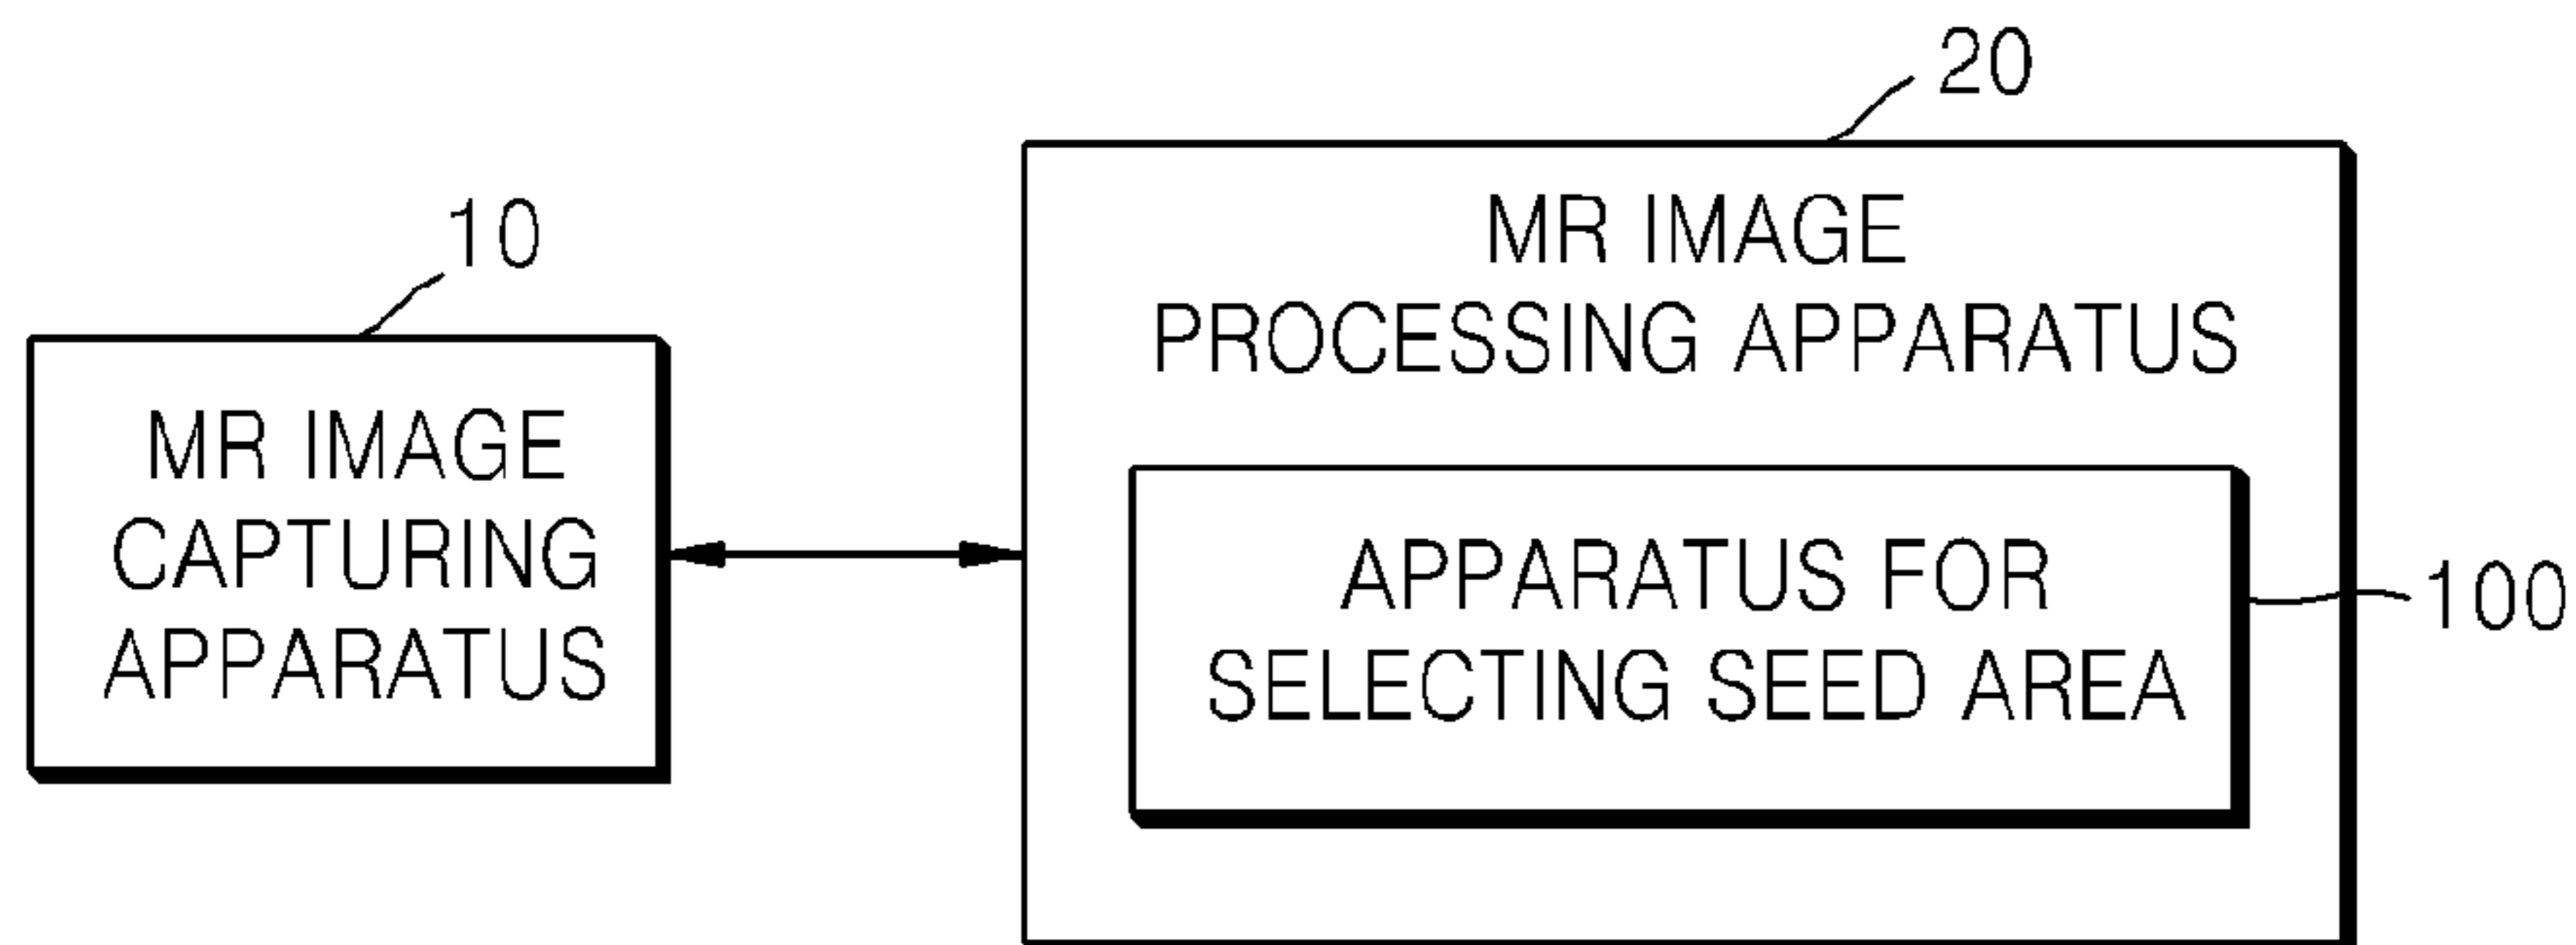 10
MR IMAGE
CAPTURING
APPARATUS
20
MR IMAGE
PROCESSING APPARATUS
APPARATUS FOR
SELECTING SEED AREA
100